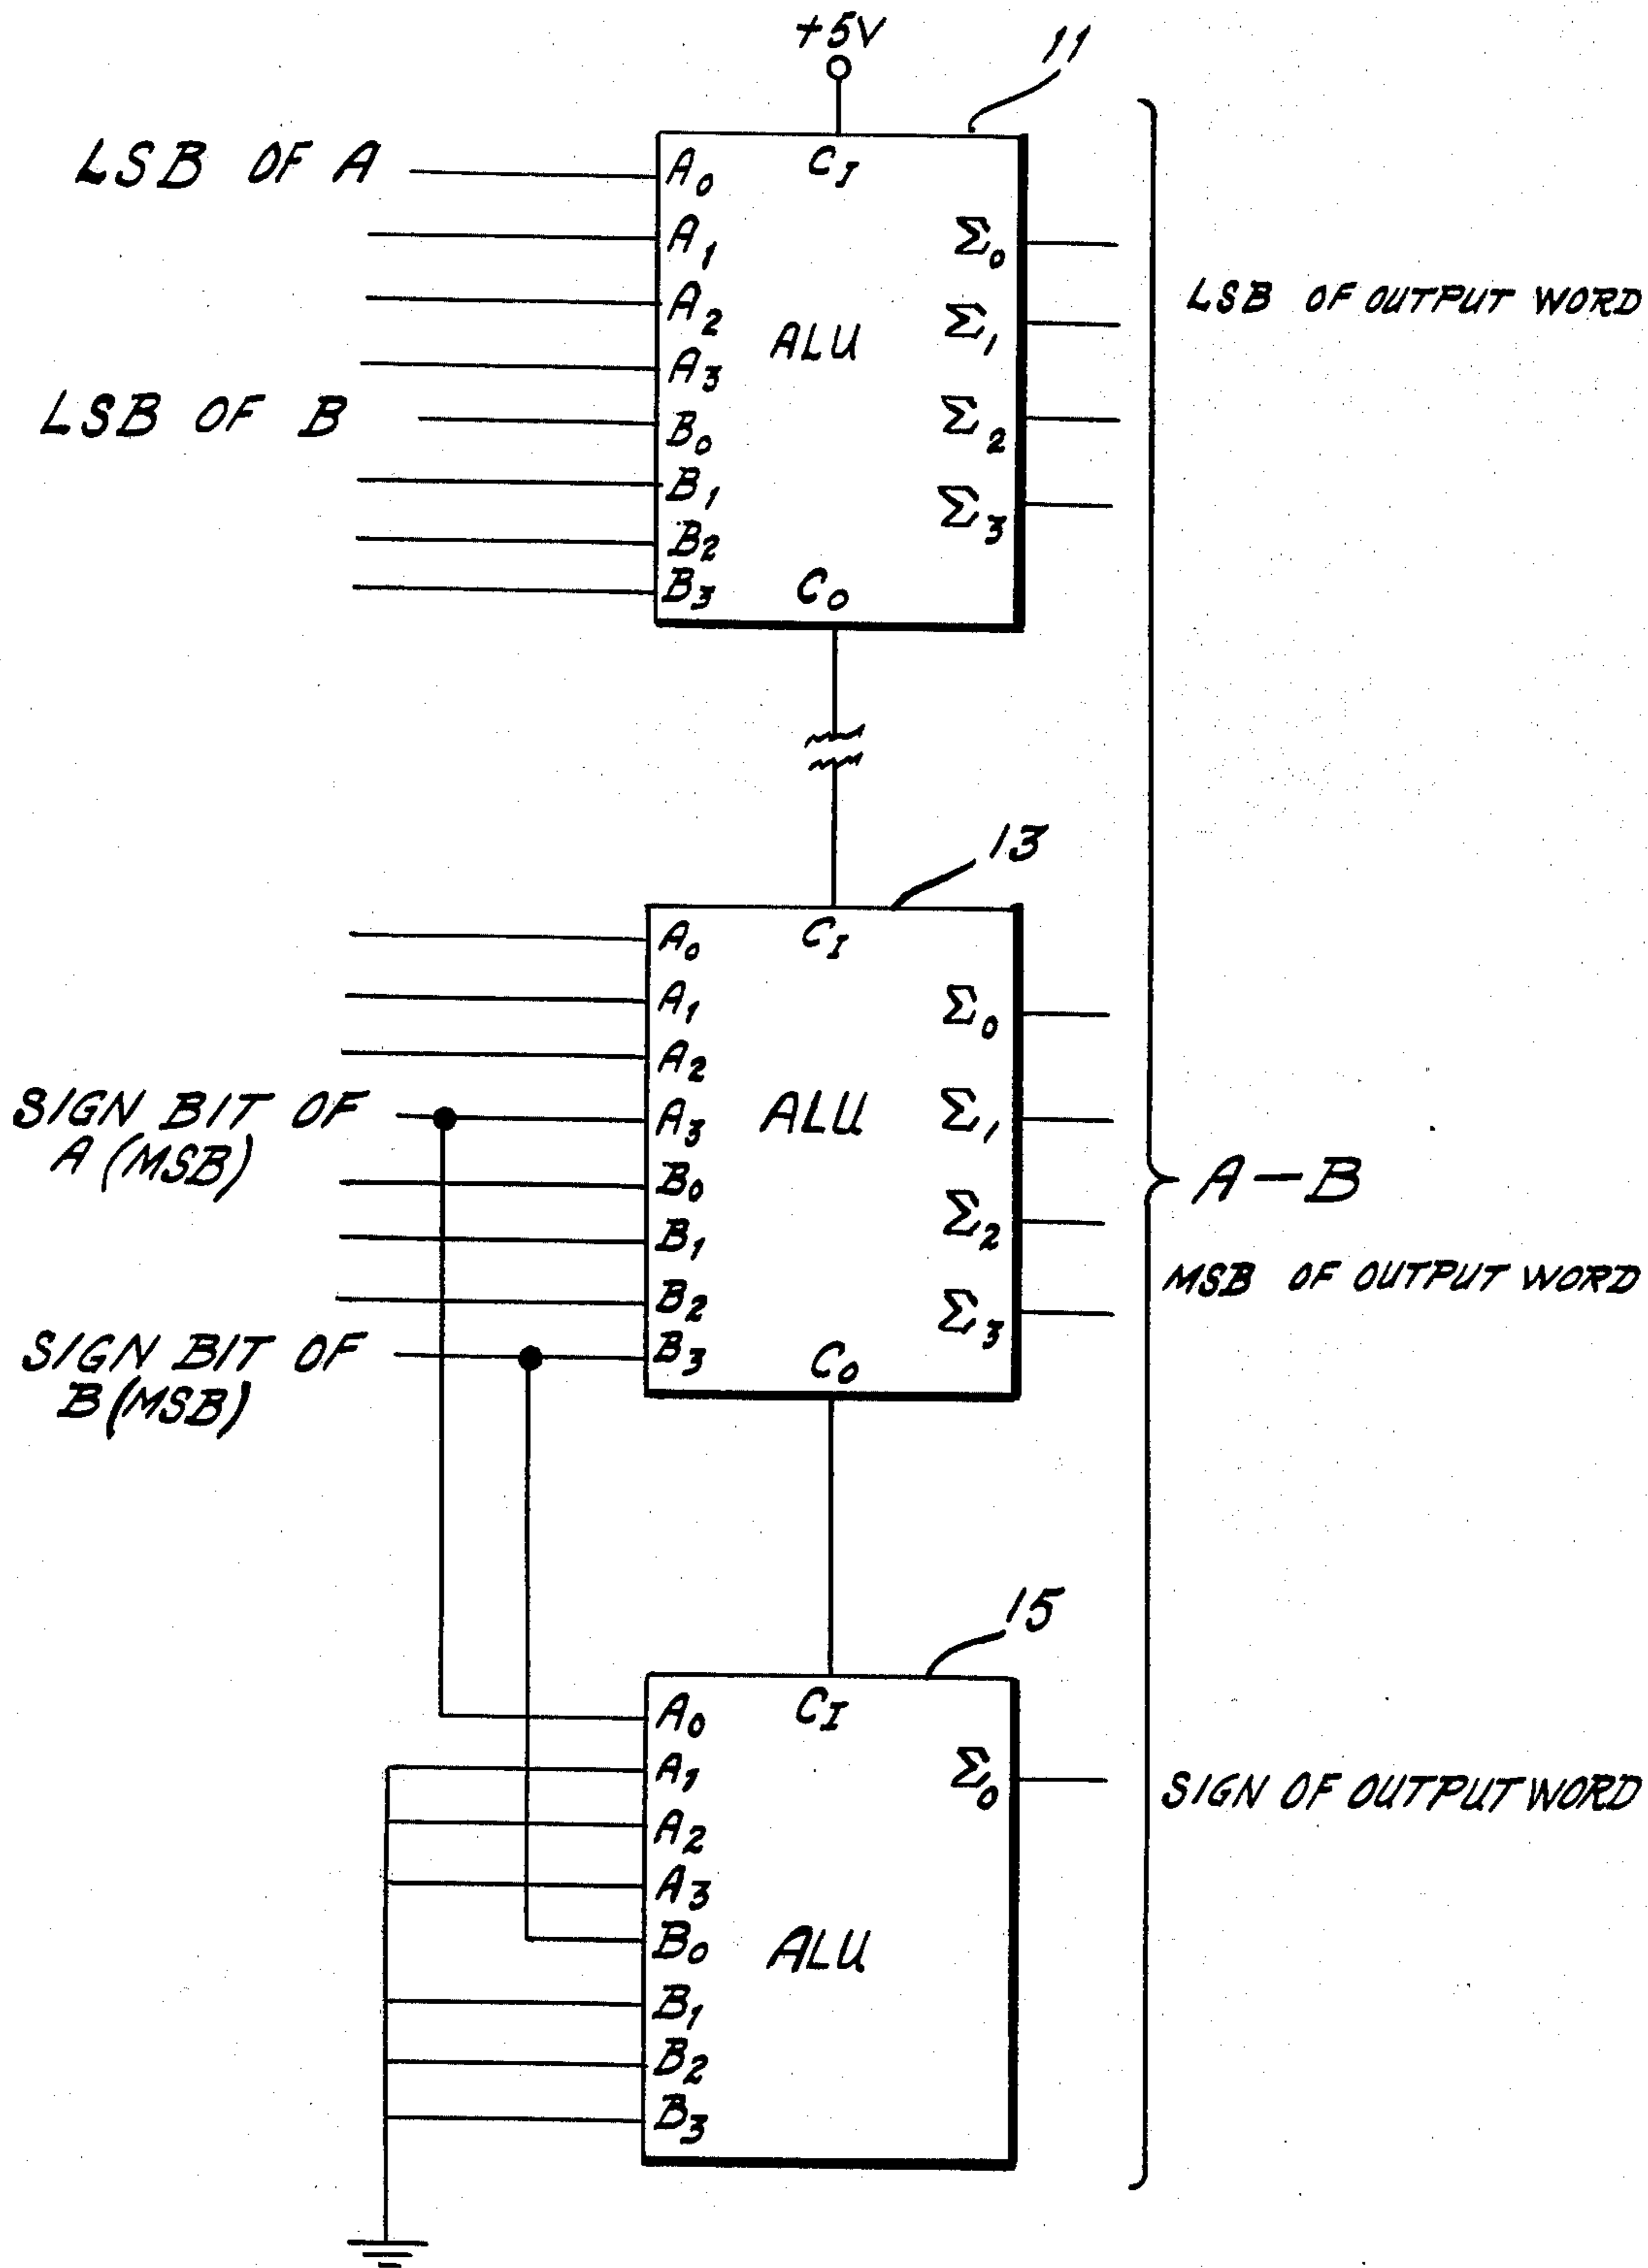 +5V
11
LSB OF A
A0
CI
A1
Σ0
A2
LSB OF OUTPUT WORD
ALU
Σ1
A3
LSB OF B
B0
Σ2
B1
Σ3
B2
B3
CO
13
A0
CI
A1
Σ0
A2
SIGN BIT OF
A (MSB)
A3
ALU
Σ1
B0
A-B
B1
Σ2
B2
MSB OF OUTPUT WORD
Σ3
SIGN BIT OF
B (MSB)
B3
CO
15
A0
CI
A1
Σ0
SIGN OF OUTPUT WORD
A2
A3
B0
ALU
B1
B2
B3